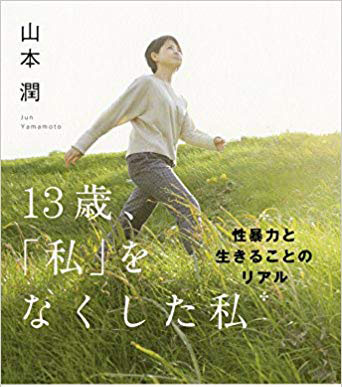 山本 潤
Jun
Yamamoto
13歳、
「私」を
なくした私
性暴力と
生きることの
リアル